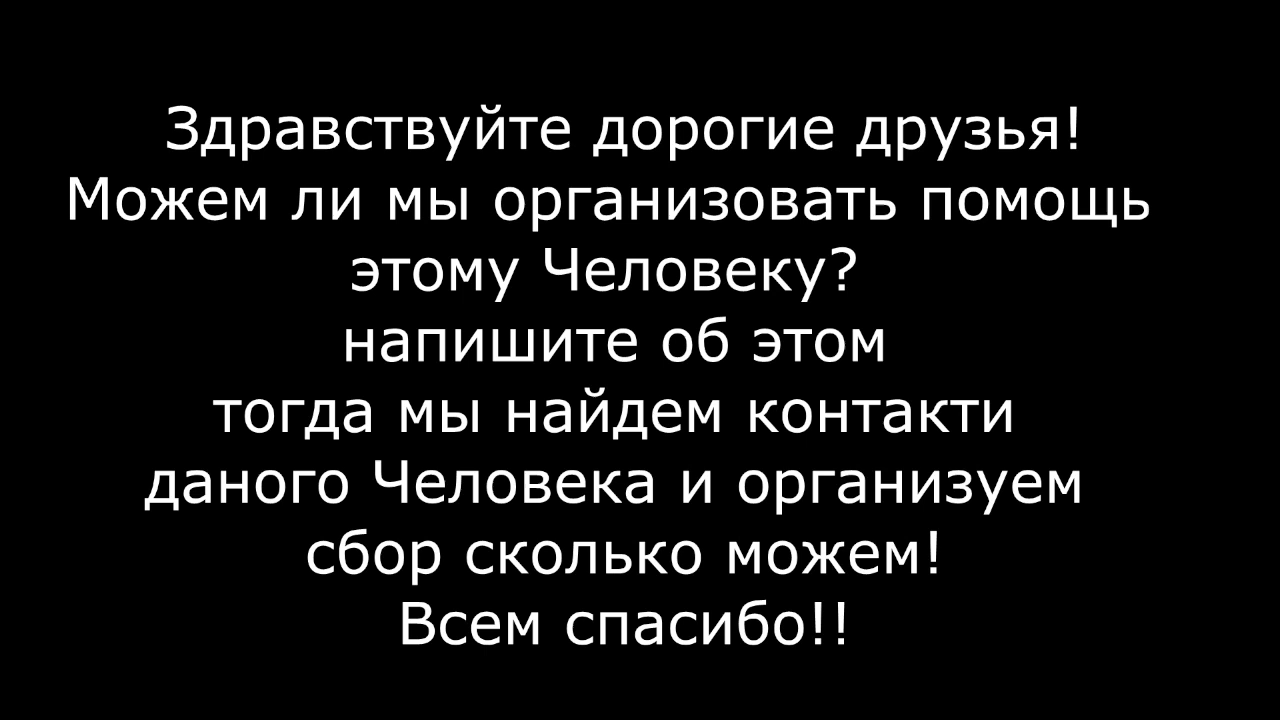 Здравствуйте дорогие друзья!
Можем ли мы организовать помощь
этому Человеку?
напишите об этом
тогда мы найдем контакти
даного Человека и организуем
сбор сколько можем!
Всем спасибо!!